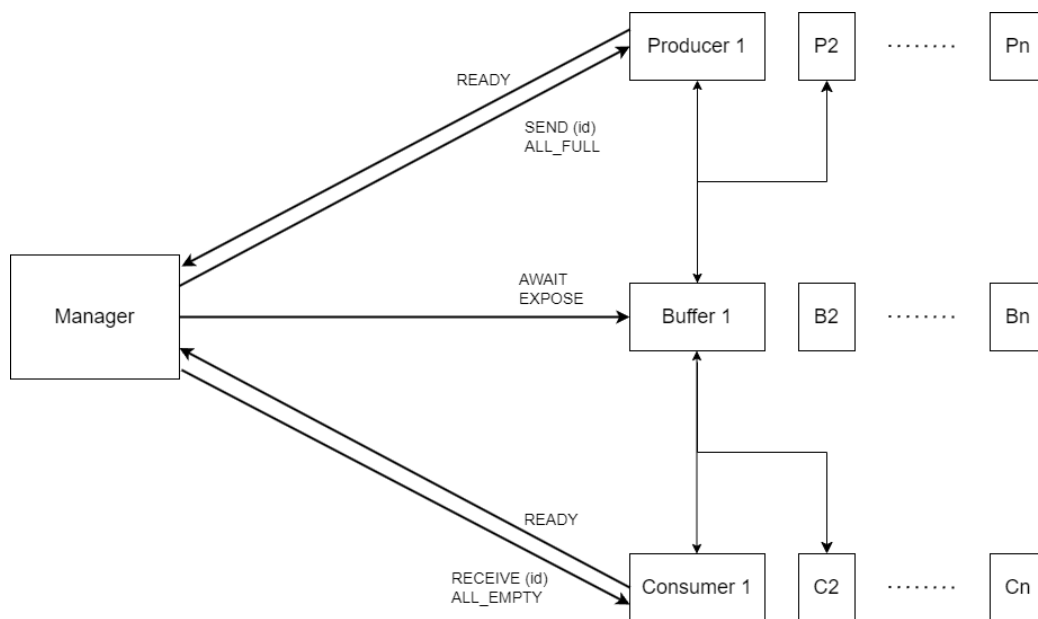 Producer 1
P2
Pn
READY
SEND (id)
ALL_FULL
Manager
AWAIT
EXPOSE
Buffer 1
B2
Bn
READY
RECEIVE (id)
ALL_EMPTY
Consumer 1
C2
Cn